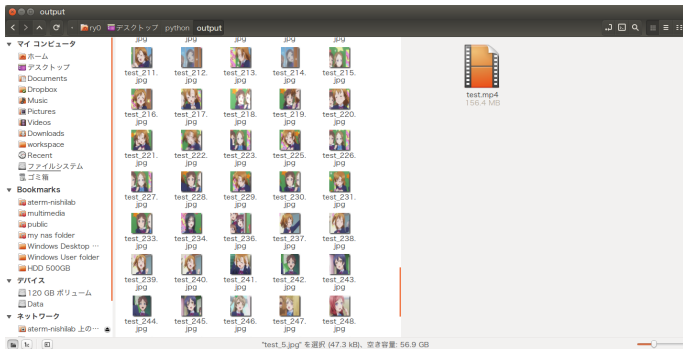 output
ry0 デスクトップ python output
マイ コンピュータ
ホーム
デスクトップ
Documents
Dropbox
Music
Pictures
Videos
Downloads
workspace
Recent
ファイルシステム
ゴミ箱
Bookmarks
aterm-nishilab
multimedia
public
my nas folder
Windows Desktop …
Windows User folder
HDD 500GB
デバイス
120 GB ボリューム
Data
ネットワーク
aterm-nishilab 上の…
jpg jpg jpg jpg jpg
test_211. test_212. test_213. test_214. test_215.
jpg jpg jpg jpg jpg
test_216. test_217. test_218. test_219. test_220.
jpg jpg jpg jpg jpg
test_221. test_222. test_223. test_225. test_226.
jpg jpg jpg jpg jpg
test_227. test_228. test_229. test_230. test_231.
jpg jpg jpg jpg jpg
test_233. test_234. test_236. test_237. test_238.
jpg jpg jpg jpg jpg
test_239. test_240. test_241. test_242. test_243.
jpg jpg jpg jpg jpg
test_244. test_245. test_246. test_247. test_248.
jpg jpg jpg jpg jpg
test.mp4
156.4 MB
"test_5.jpg" を選択 (47.3 kB)、空き容量: 56.9 GB